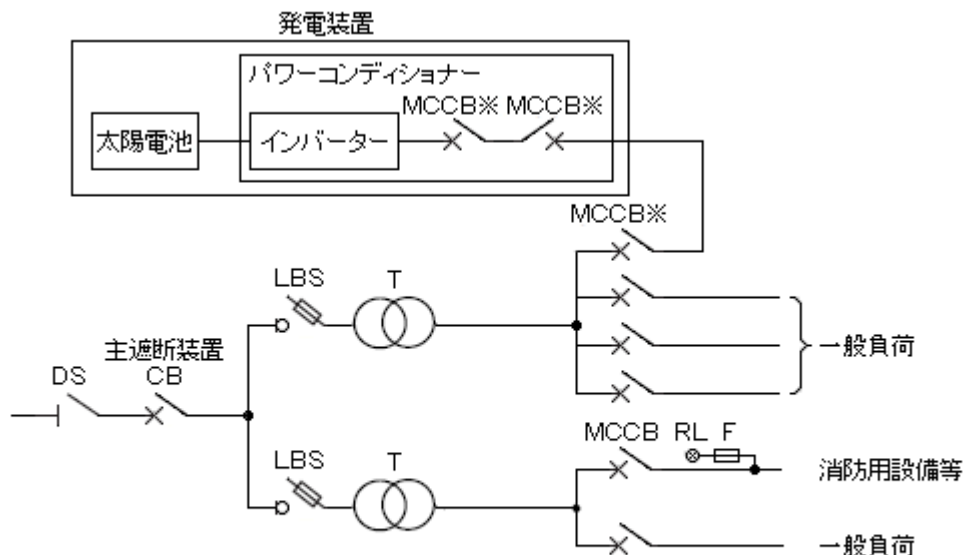 発電装置
パワーコンディショナー
MCCB※ MCCB※
太陽電池
インバーター
MCCB※
LBS
T
主遮断装置
一般負荷
DS
CB
MCCB RL F
LBS
T
消防用設備等
一般負荷